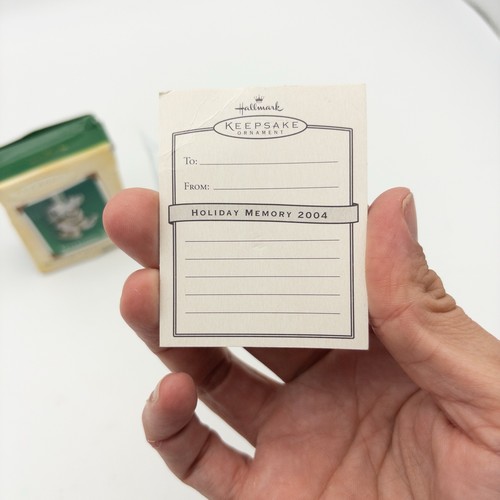 Hallmark
KEEPSAKE
ORNAMENT
TO:
FROM:
HOLIDAY MEMORY 2004